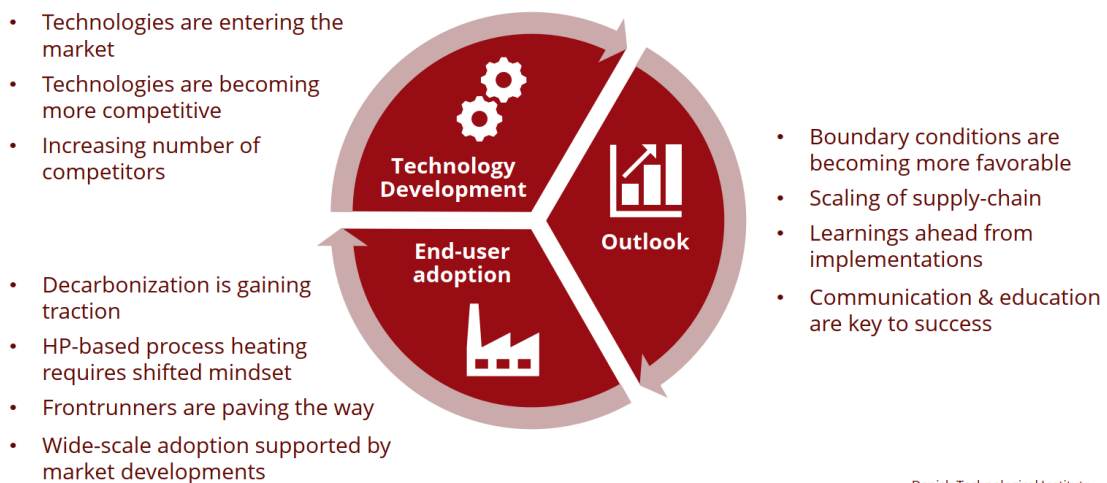 • Technologies are entering the
market
• Technologies are becoming
more competitive
• Increasing number of
competitors
Technology
Development
• Boundary conditions are
becoming more favorable
• Scaling of supply-chain
• Learnings ahead from
implementations
• Communication & education
are key to success
Outlook
End-user
adoption
• Decarbonization is gaining
traction
• HP-based process heating
requires shifted mindset
• Frontrunners are paving the way
• Wide-scale adoption supported by
market developments